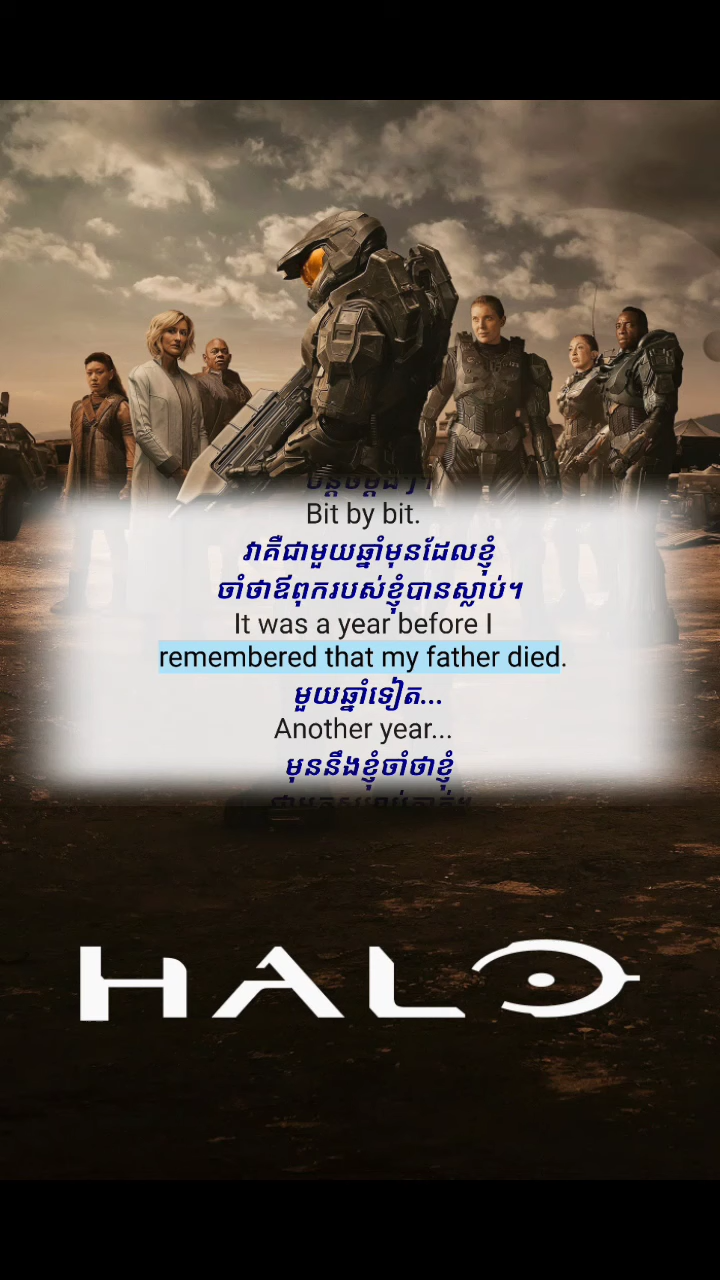 Bit by bit.
វាគឺជាមួយឆ្នាំមុនដែលខ្ញុំ
ចាំថាឪពុករបស់ខ្ញុំបានស្លាប់។
It was a year before I
remembered that my father died.
មួយឆ្នាំទៀត...
Another year...
មុននឹងខ្ញុំចាំថាខ្ញុំ
HALO